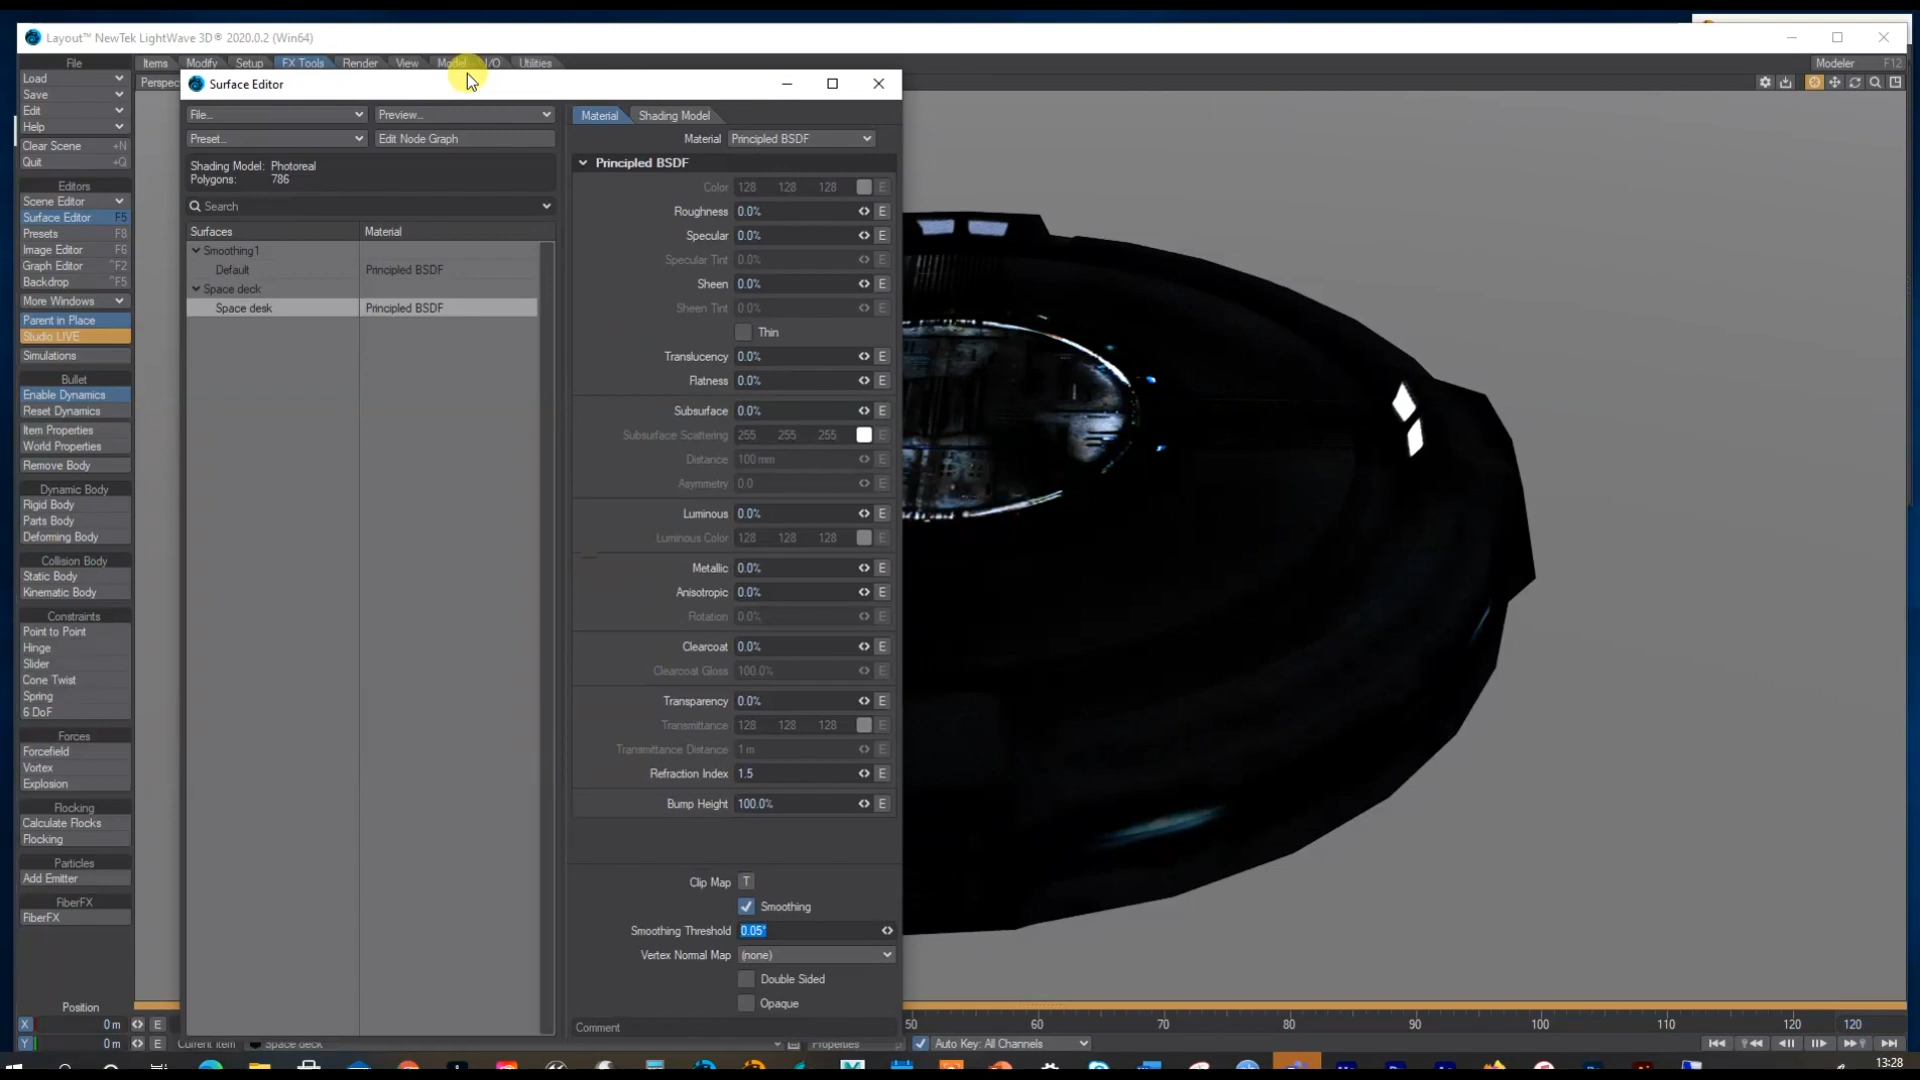 Layout™ NewTek LightWave 3D® 2020.0.2 (Win64)
File
Items Modify Setup FX Tools Render View Model I/O Utilities
Modeler F12
Load
Save
Edit
Help
Clear Scene +N
Quit +Q
Editors
Scene Editor
Surface Editor F5
Presets F8
Image Editor F6
Graph Editor ^F2
Backdrop ^F5
More Windows
Parent in Place
Studio LIVE
Simulations
Bullet
Enable Dynamics
Reset Dynamics
Item Properties
World Properties
Remove Body
Dynamic Body
Rigid Body
Parts Body
Deforming Body
Collision Body
Static Body
Kinematic Body
Constraints
Point to Point
Hinge
Slider
Cone Twist
Spring
6 DoF
Forces
Forcefield
Vortex
Explosion
Flocking
Calculate Flocks
Flocking
Particles
Add Emitter
FiberFX
FiberFX
Position
X 0 m E
Y 0 m E
Surface Editor
File...
Preview...
Preset...
Edit Node Graph
Shading Model: Photoreal
Polygons: 786
Search
Surfaces Material
Smoothing1
Default Principled BSDF
Space deck
Space desk Principled BSDF
Material Shading Model
Material Principled BSDF
Principled BSDF
Color 128 128 128 E
Roughness 0.0% E
Specular 0.0% E
Specular Tint 0.0% E
Sheen 0.0% E
Sheen Tint 0.0% E
Thin
Translucency 0.0% E
Flatness 0.0% E
Subsurface 0.0% E
Subsurface Scattering 255 255 255 E
Distance 100 mm E
Asymmetry 0.0 E
Luminous 0.0% E
Luminous Color 128 128 128 E
Metallic 0.0% E
Anisotropic 0.0% E
Rotation 0.0% E
Clearcoat 0.0% E
Clearcoat Gloss 100.0% E
Transparency 0.0% E
Transmittance 128 128 128 E
Transmittance Distance 1 m E
Refraction Index 1.5 E
Bump Height 100.0% E
Clip Map T
Smoothing
Smoothing Threshold 0.05°
Vertex Normal Map (none)
Double Sided
Opaque
Comment
50 60 70 80 90 100 110 120 120
Current Item Space deck Properties Auto Key: All Channels
13:28